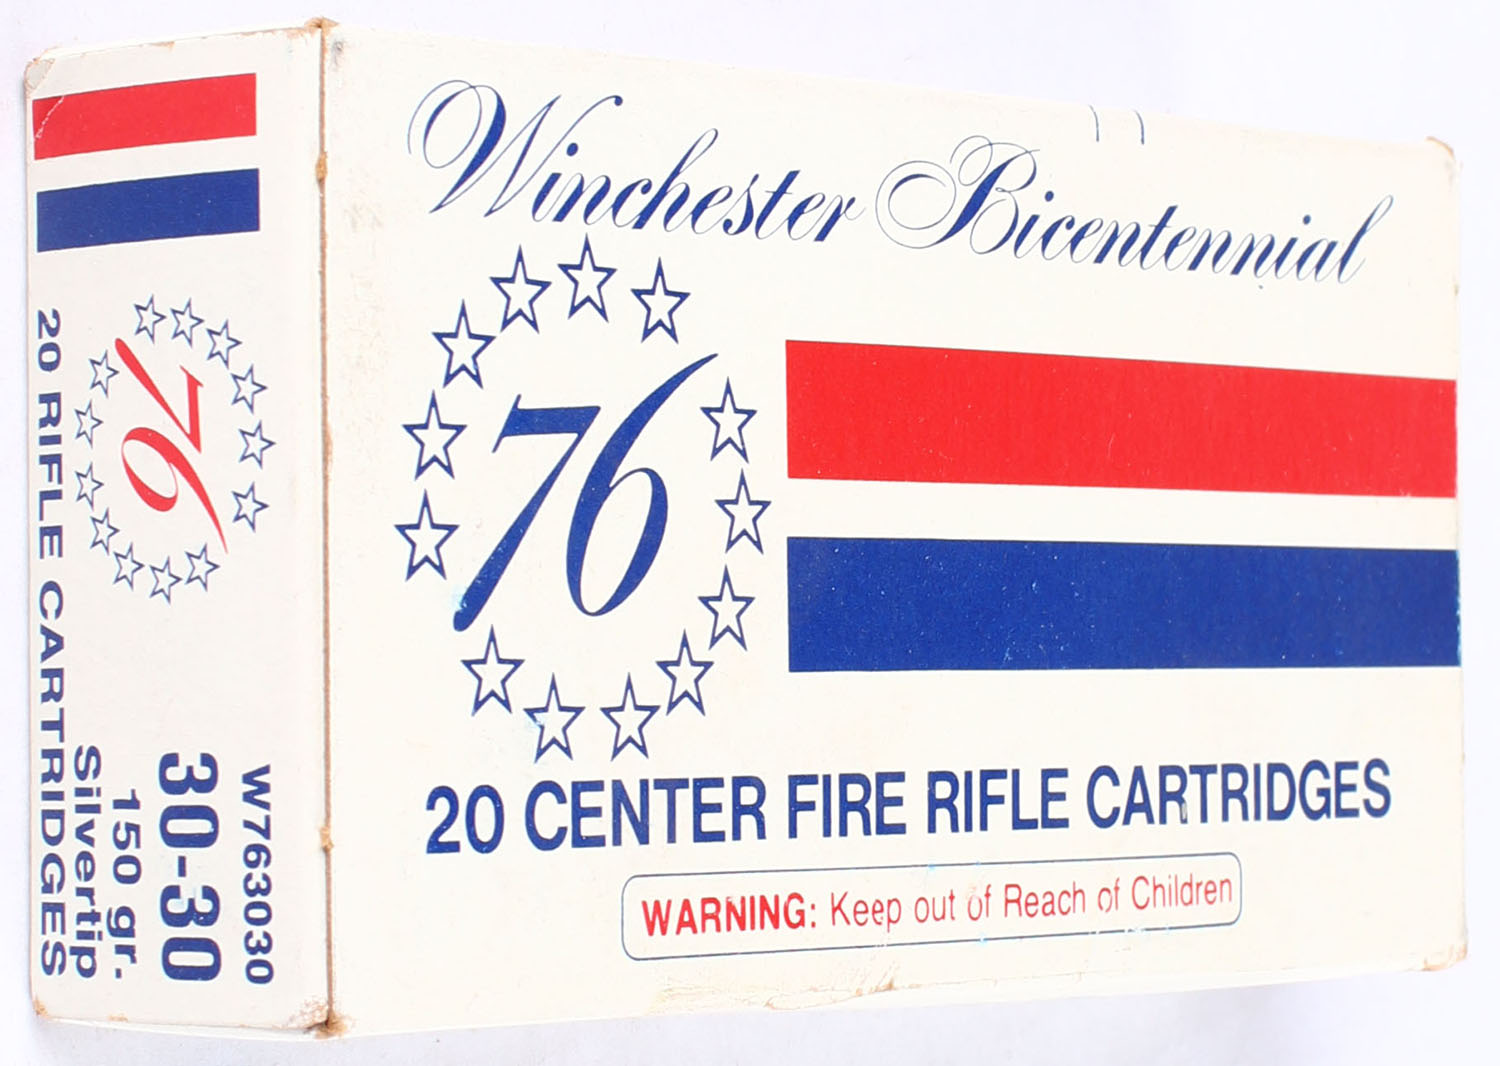 Winchester Bicentennial
76
20 CENTER FIRE RIFLE CARTRIDGES
WARNING: Keep out of Reach of Children
W763030
30-30
150 gr.
Silvertip
76
20 RIFLE CARTRIDGES